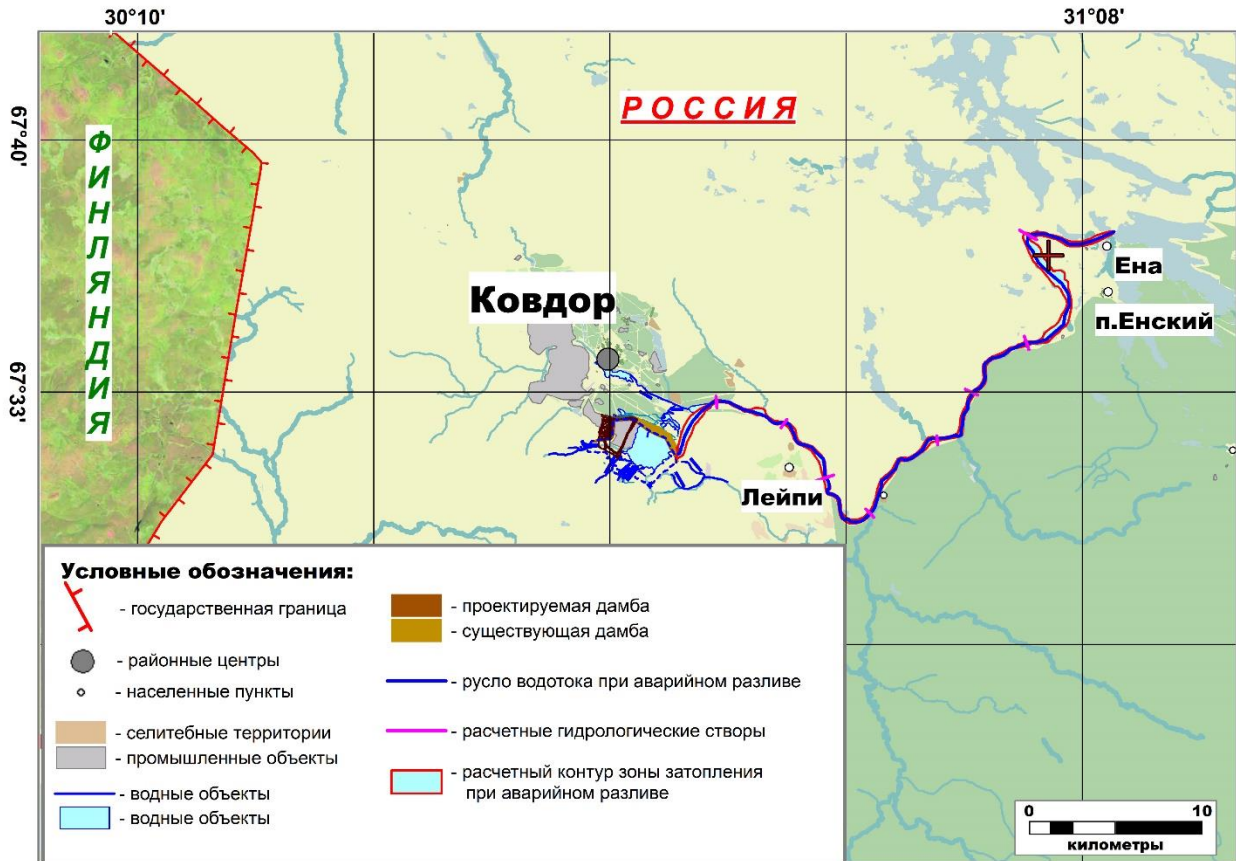 30°10'
31°08'
РОССИЯ
67°40'
ФИНЛЯНДИЯ
Ена
Ковдор
п.Енский
67°33'
Лейпи
Условные обозначения:
- государственная граница
- районные центры
- населенные пункты
- селитебные территории
- промышленные объекты
- водные объекты
- водные объекты
- проектируемая дамба
- существующая дамба
- русло водотока при аварийном разливе
- расчетные гидрологические створы
- расчетный контур зоны затопления
при аварийном разливе
0 10
километры